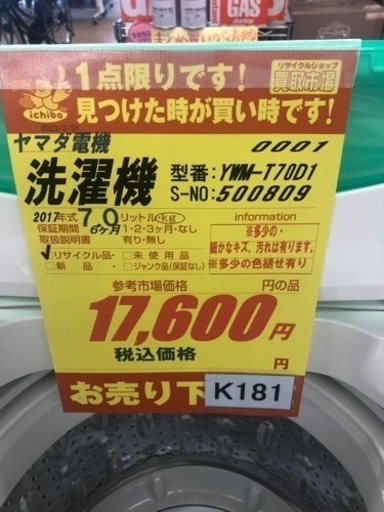 GAS
GAS
Junior
1点限りです!
リサイクルショップ
買取市場
ichiba
見つけた時が買い時です!
2023/3/31
ヤマダ電機
0001
洗濯機
型番:YWM-T70D1
S-NO:500809
2017年式 7.0 リットル・kg
information
保証期間 6ヶ月 1・2・3ヶ月・なし
取扱説明書 有り・無し
※多少の・
細かなキズ、汚れは有ります。
✓リサイクル品・ □未使用品
□新品・ □ジャンク品(保証なし)
※多少の色褪せ有り
参考市場価格 円の品
17,600円
税込価格
円
お売り下
K181